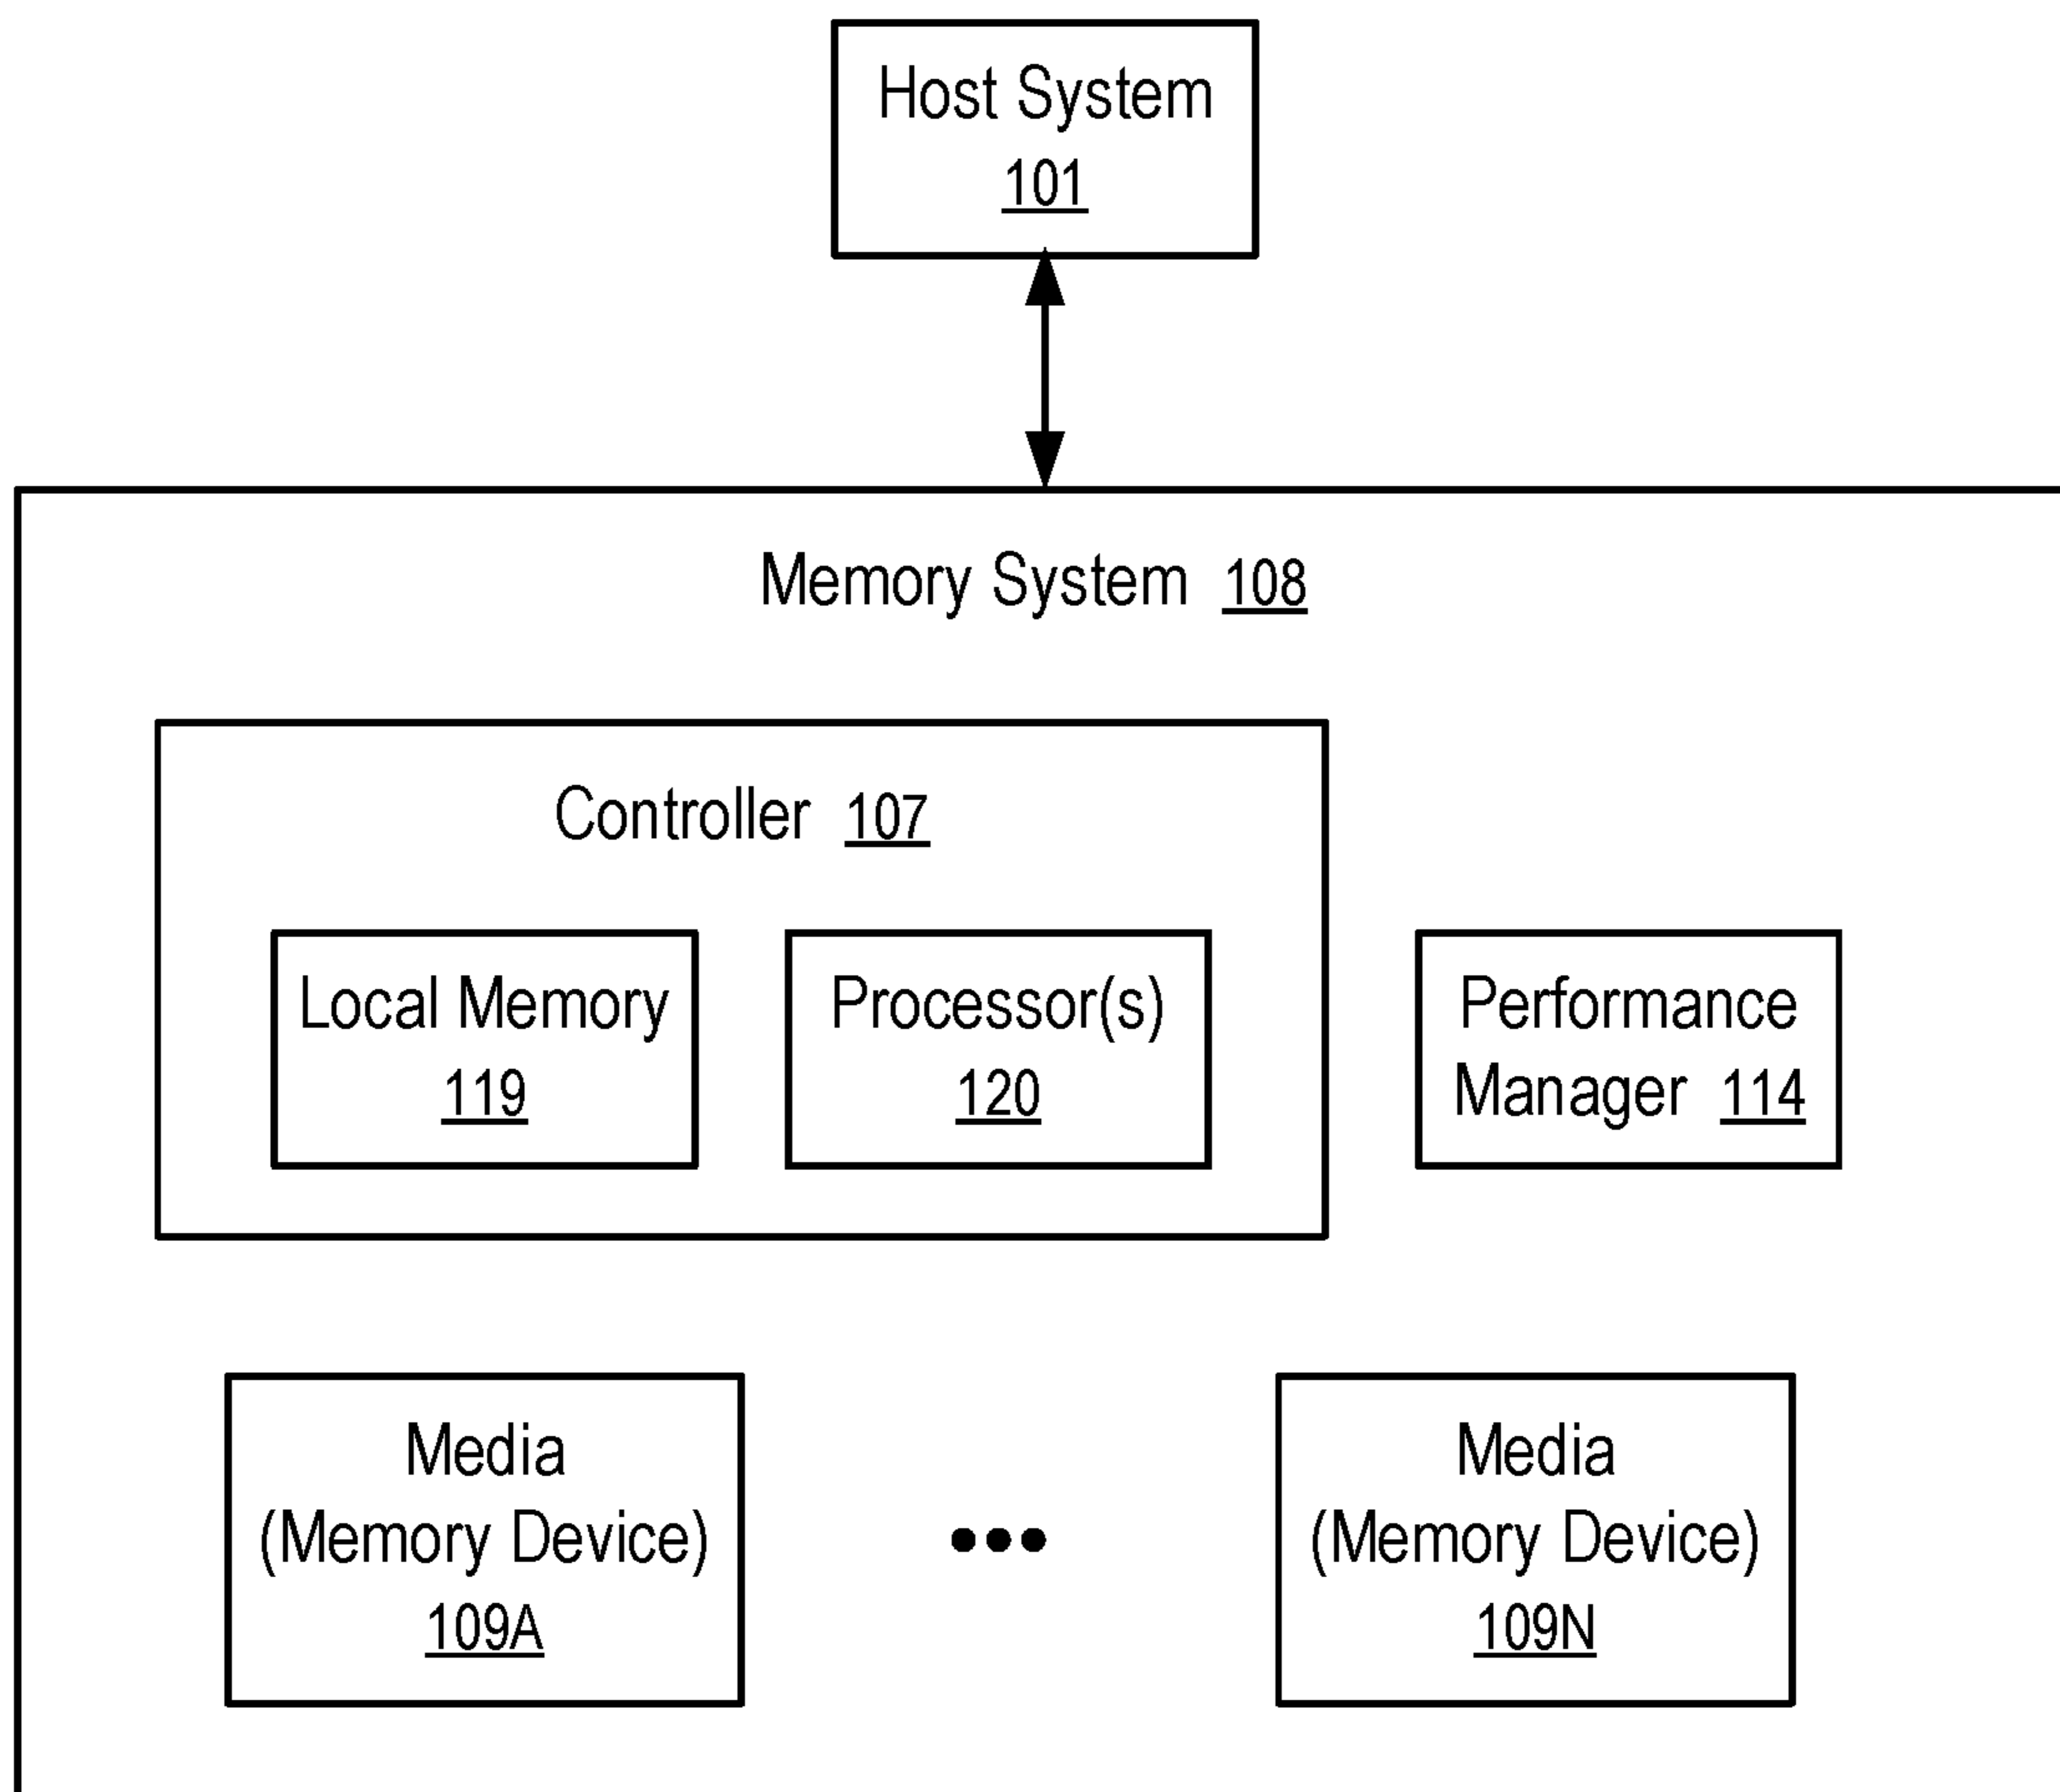 Host System
101
Memory System 108
Controller 107
Local Memory
119
Processor(s)
120
Performance
Manager 114
Media
(Memory Device)
109A
Media
(Memory Device)
109N